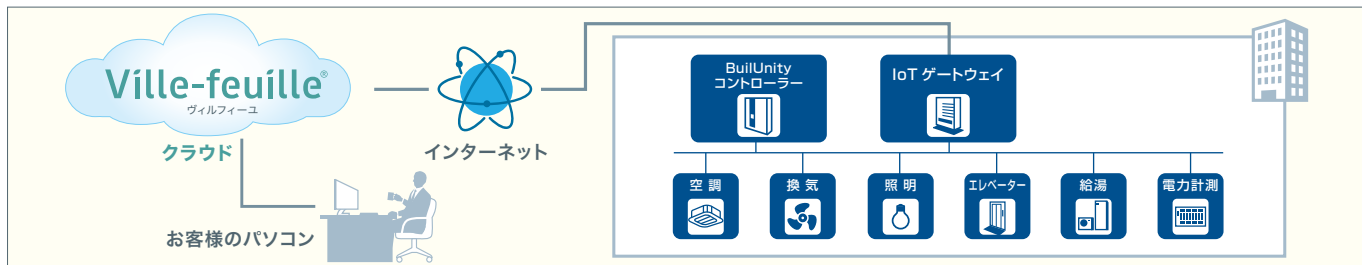 Ville-feuille®
ヴィルフィーユ
クラウド
インターネット
お客様のパソコン
BuilUnity
コントローラー
IoT ゲートウェイ
空調
換気
照明
エレベーター
給湯
電力計測